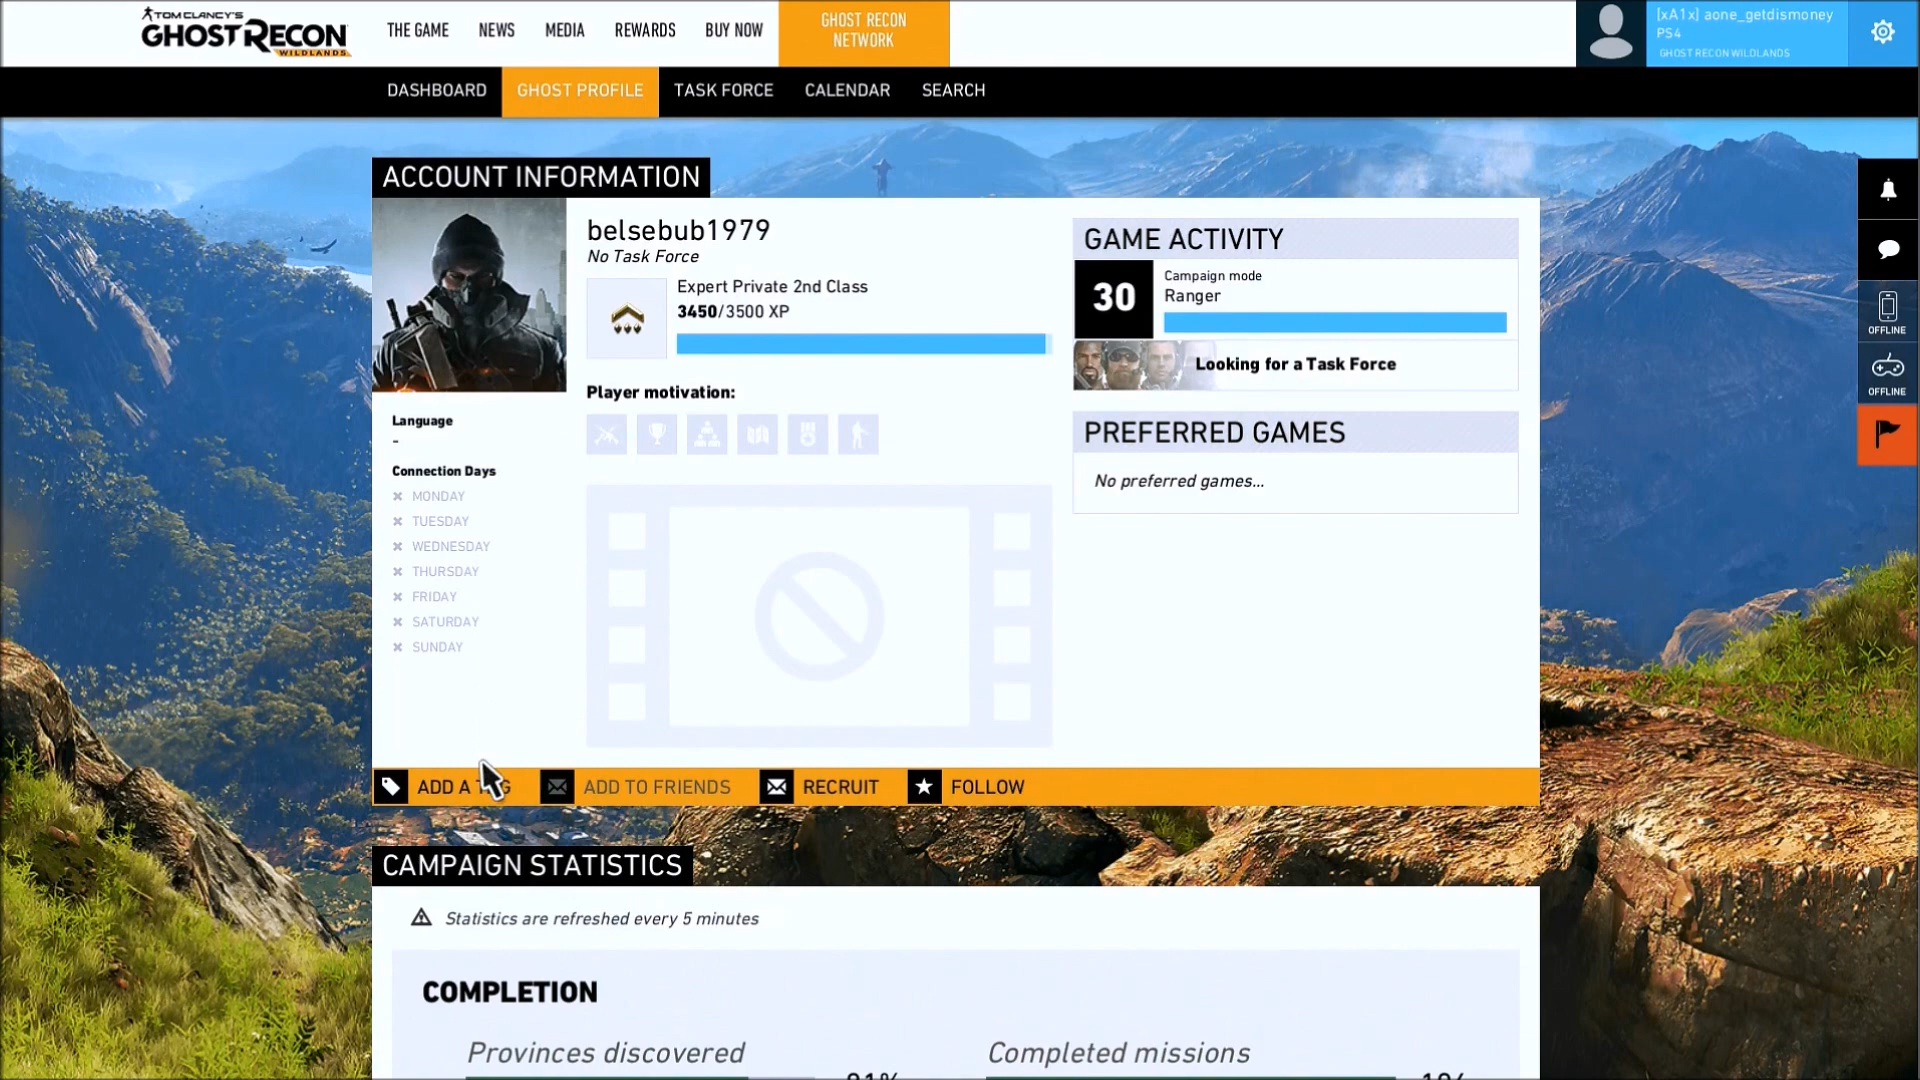 TOM CLANCY'S
GHOST RECON
WILDLANDS
THE GAME
NEWS
MEDIA
REWARDS
BUY NOW
GHOST RECON
NETWORK
[xA1x] aone_getdismoney
PS4
GHOST RECON WILDLANDS
DASHBOARD
GHOST PROFILE
TASK FORCE
CALENDAR
SEARCH
ACCOUNT INFORMATION
belsebub1979
No Task Force
Expert Private 2nd Class
3450/3500 XP
Player motivation:
Language
-
Connection Days
MONDAY
TUESDAY
WEDNESDAY
THURSDAY
FRIDAY
SATURDAY
SUNDAY
GAME ACTIVITY
30
Campaign mode
Ranger
Looking for a Task Force
PREFERRED GAMES
No preferred games...
OFFLINE
OFFLINE
ADD A
ADD TO FRIENDS
RECRUIT
FOLLOW
CAMPAIGN STATISTICS
Statistics are refreshed every 5 minutes
COMPLETION
Provinces discovered
Completed missions